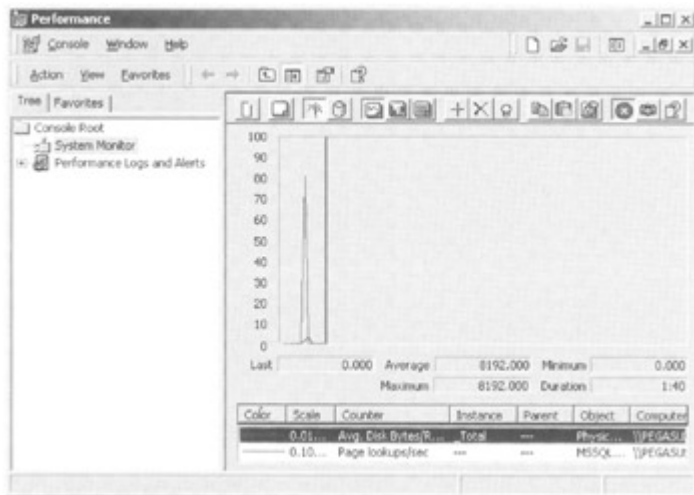 Performance
Console Window Help
Action View Favorites
Tree Favorites
Console Root
System Monitor
Performance Logs and Alerts
100
90
80
70
60
50
40
30
20
10
0
Last 0.000 Average 8192.000 Minimum 0.000
Maximum 8192.000 Duration 1:40
Color Scale Counter Instance Parent Object Computer
0.01... Avg. Disk Bytes/R... _Total --- Physic... \\PEGASU
0.10... Page lookups/sec --- --- MSSQL... \\PEGASU